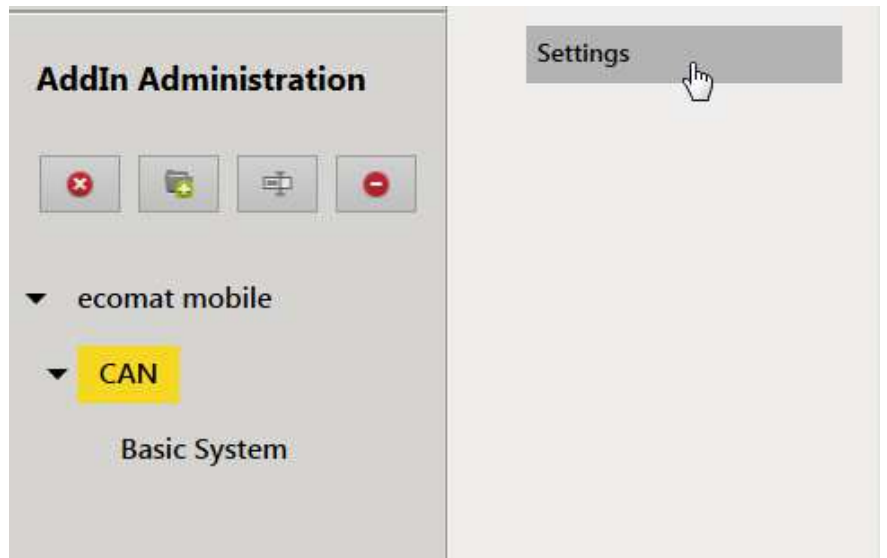 AddIn Administration
Settings
ecomat mobile
CAN
Basic System